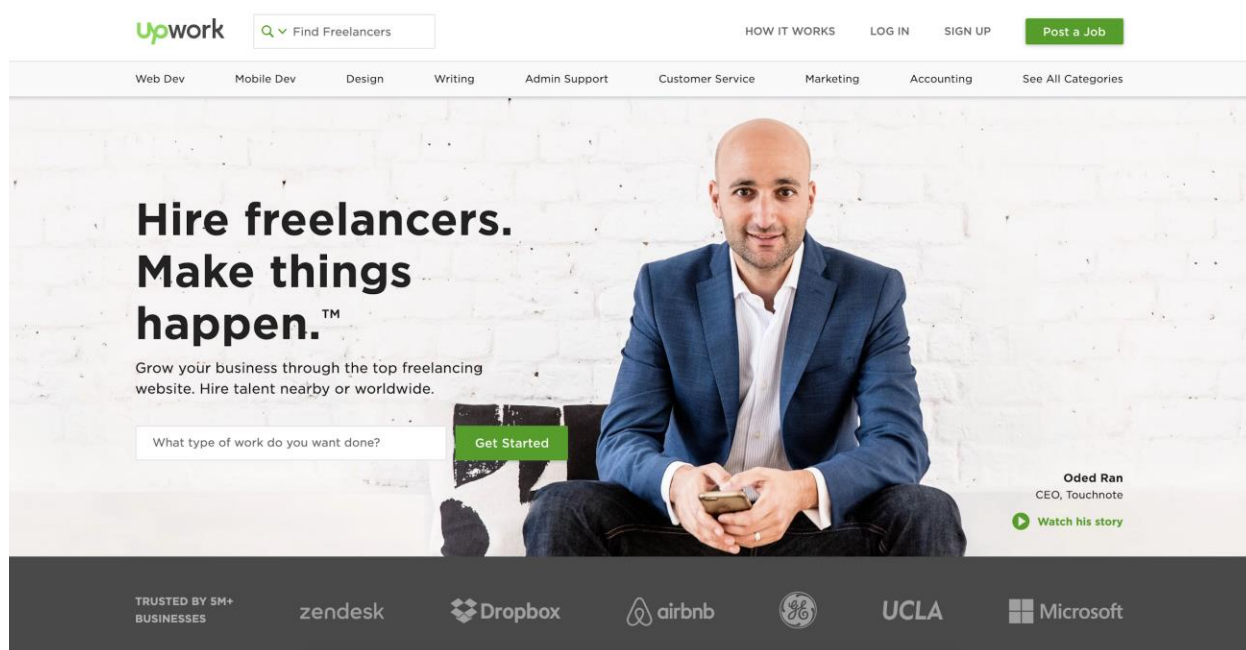 Upwork
Find Freelancers
HOW IT WORKS
LOG IN
SIGN UP
Post a Job
Web Dev
Mobile Dev
Design
Writing
Admin Support
Customer Service
Marketing
Accounting
See All Categories
Hire freelancers.
Make things
happen.™
Grow your business through the top freelancing
website. Hire talent nearby or worldwide.
What type of work do you want done?
Get Started
Oded Ran
CEO, Touchnote
Watch his story
TRUSTED BY 5M+
BUSINESSES
zendesk
Dropbox
airbnb
GE
UCLA
Microsoft